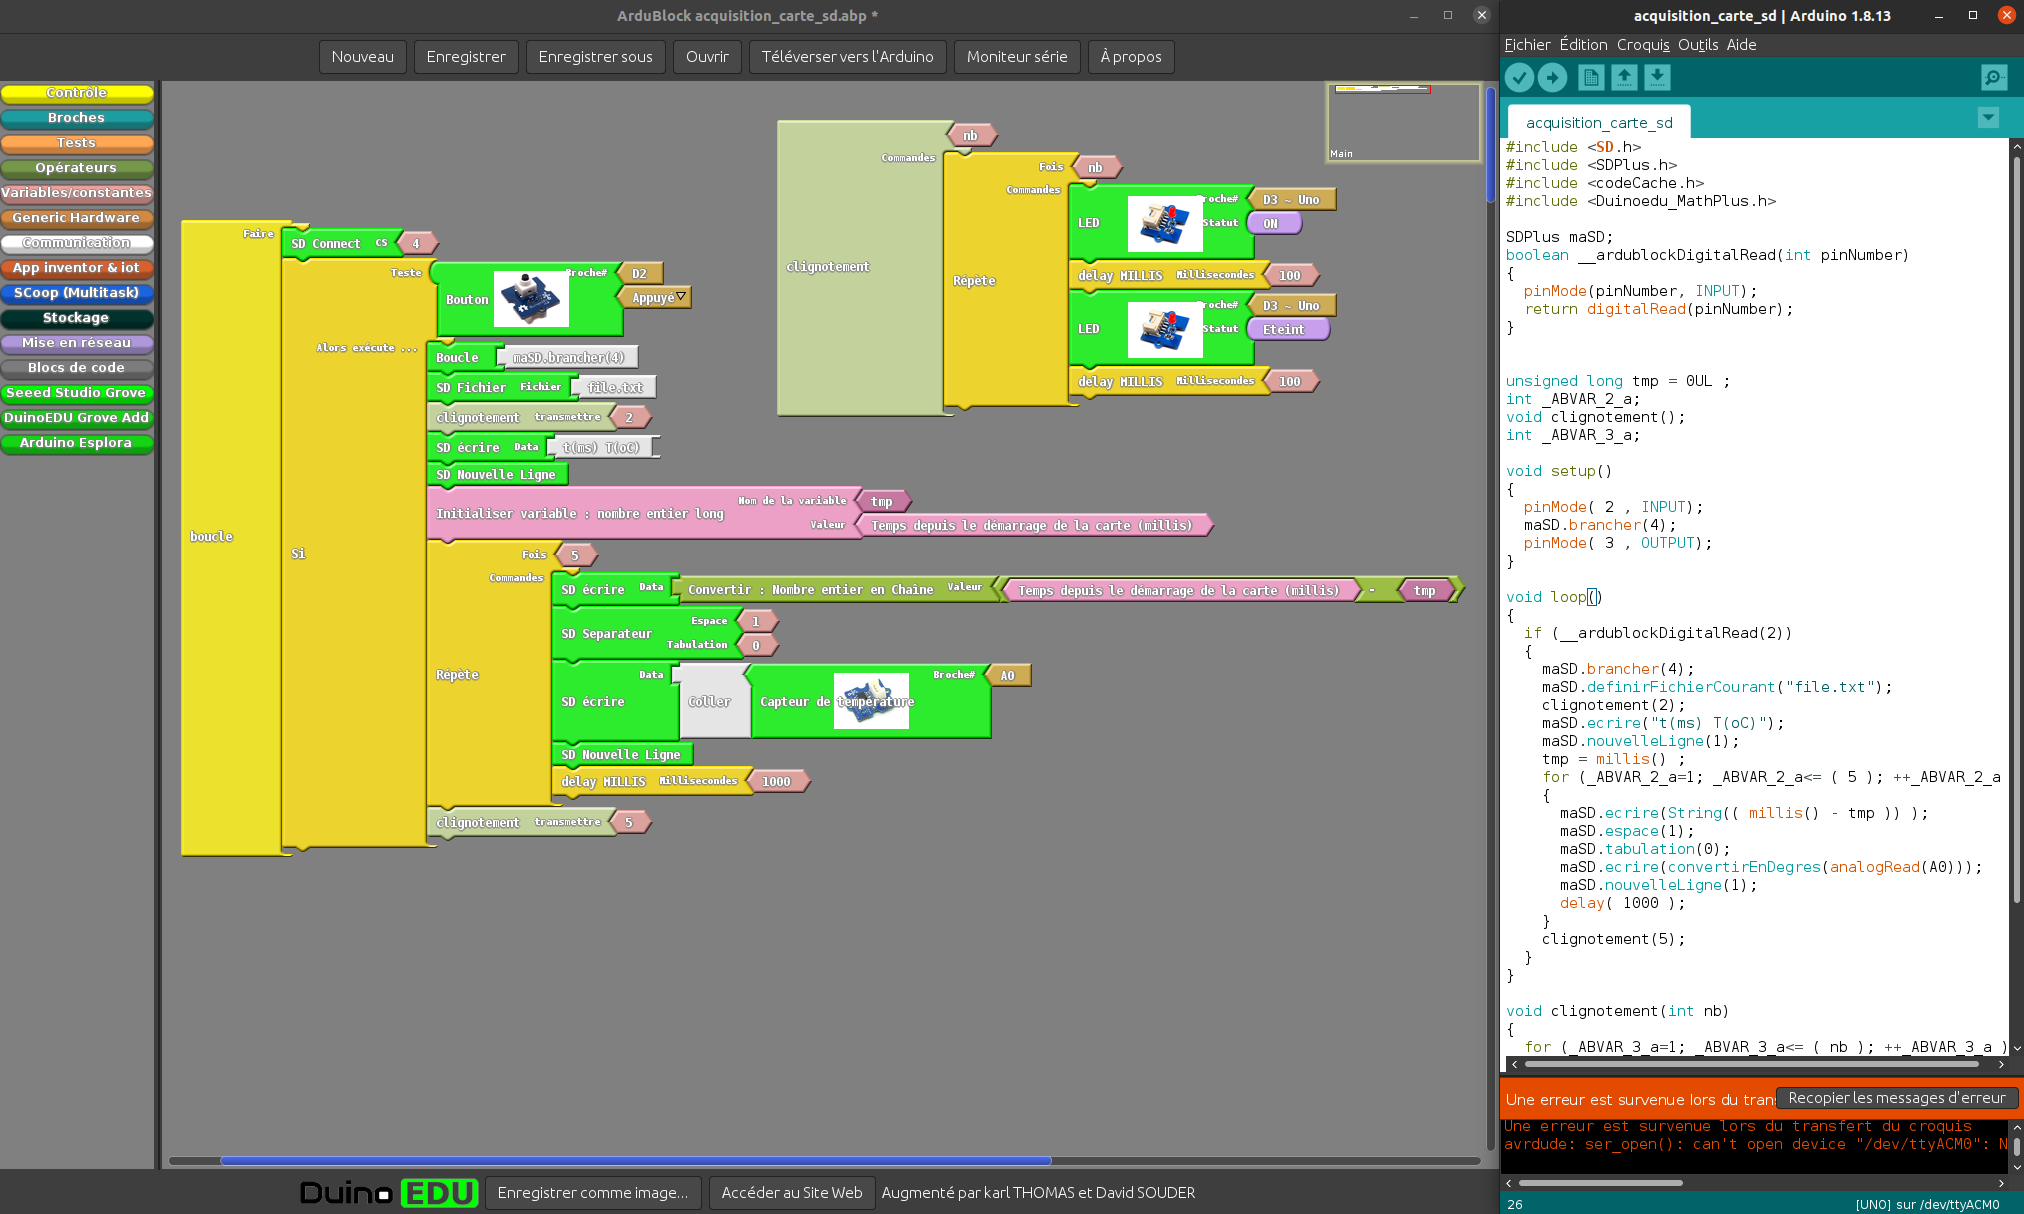 ArduBlock acquisition_carte_sd.abp *
Nouveau
Enregistrer
Enregistrer sous
Ouvrir
Téléverser vers l'Arduino
Moniteur série
À propos
Contrôle
Broches
Tests
Opérateurs
Variables/constantes
Generic Hardware
Communication
App inventor & iot
SCoop (Multitask)
Stockage
Mise en réseau
Blocs de code
Seeed Studio Grove
DuinoEDU Grove Add
Arduino Esplora
boucle
Faire
SD Connect CS 4
Si
Teste
Bouton
Broche# D2
Appuyé
Alors exécute ...
Boucle maSD.brancher(4)
SD Fichier Fichier file.txt
clignotement transmettre 2
SD écrire Data t(ms) T(oC)
SD Nouvelle Ligne
Initialiser variable : nombre entier long
Nom de la variable tmp
Valeur Temps depuis le démarrage de la carte (millis)
Répète
Fois 5
Commandes
SD écrire Data Convertir : Nombre entier en Chaîne Valeur Temps depuis le démarrage de la carte (millis) - tmp
SD Separateur
Espace 1
Tabulation 0
SD écrire
Data
Coller
Capteur de température
Broche# A0
SD Nouvelle Ligne
delay MILLIS Millisecondes 1000
clignotement transmettre 5
clignotement
nb
Commandes
Répète
Fois nb
Commandes
LED
Broche# D3 ~ Uno
Statut ON
delay MILLIS Millisecondes 100
LED
Broche# D3 ~ Uno
Statut Eteint
delay MILLIS Millisecondes 100
Main
Duino EDU
Enregistrer comme image...
Accéder au Site Web
Augmenté par karl THOMAS et David SOUDER
acquisition_carte_sd | Arduino 1.8.13
Fichier Édition Croquis Outils Aide
acquisition_carte_sd
#include <SD.h>
#include <SDPlus.h>
#include <codeCache.h>
#include <Duinoedu_MathPlus.h>
SDPlus maSD;
boolean __ardublockDigitalRead(int pinNumber)
{
pinMode(pinNumber, INPUT);
return digitalRead(pinNumber);
}
unsigned long tmp = 0UL ;
int _ABVAR_2_a;
void clignotement();
int _ABVAR_3_a;
void setup()
{
pinMode( 2 , INPUT);
maSD.brancher(4);
pinMode( 3 , OUTPUT);
}
void loop()
{
if (__ardublockDigitalRead(2))
{
maSD.brancher(4);
maSD.definirFichierCourant("file.txt");
clignotement(2);
maSD.ecrire("t(ms) T(oC)");
maSD.nouvelleLigne(1);
tmp = millis() ;
for (_ABVAR_2_a=1; _ABVAR_2_a<= ( 5 ); ++_ABVAR_2_a
{
maSD.ecrire(String(( millis() - tmp )) );
maSD.espace(1);
maSD.tabulation(0);
maSD.ecrire(convertirEnDegres(analogRead(A0)));
maSD.nouvelleLigne(1);
delay( 1000 );
}
clignotement(5);
}
}
void clignotement(int nb)
{
for (_ABVAR_3_a=1; _ABVAR_3_a<= ( nb ); ++_ABVAR_3_a )
Une erreur est survenue lors du tran
Recopier les messages d'erreur
Une erreur est survenue lors du transfert du croquis
avrdude: ser_open(): can't open device "/dev/ttyACM0": N
26
[UNO] sur /dev/ttyACM0